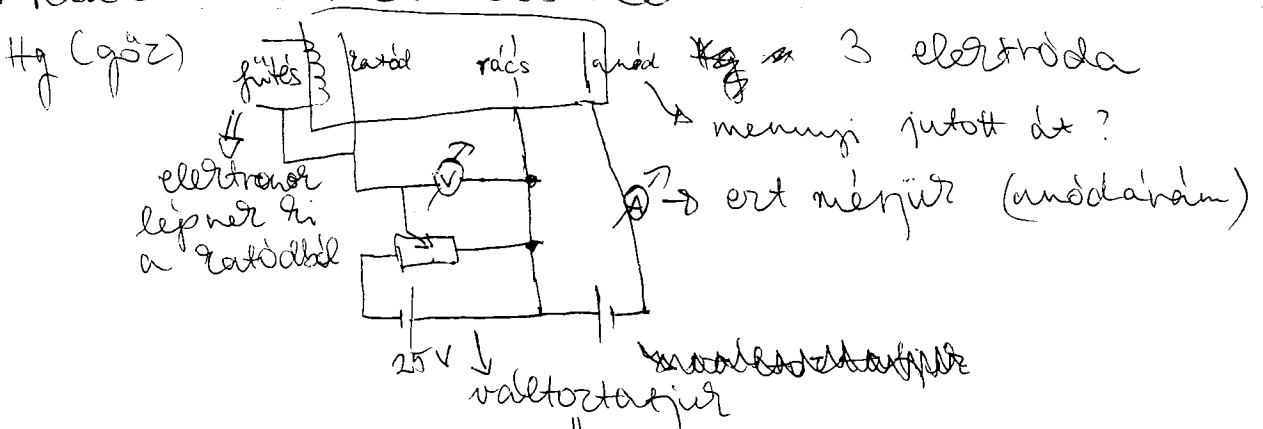 Hg (gőz)
fűtés katód rács anód 3 elektróda
mennyi jutott át?
elektronok
lépnek ki
a katódból
V
A → ezt mérjük (anódáram)
25 V
változtatjuk